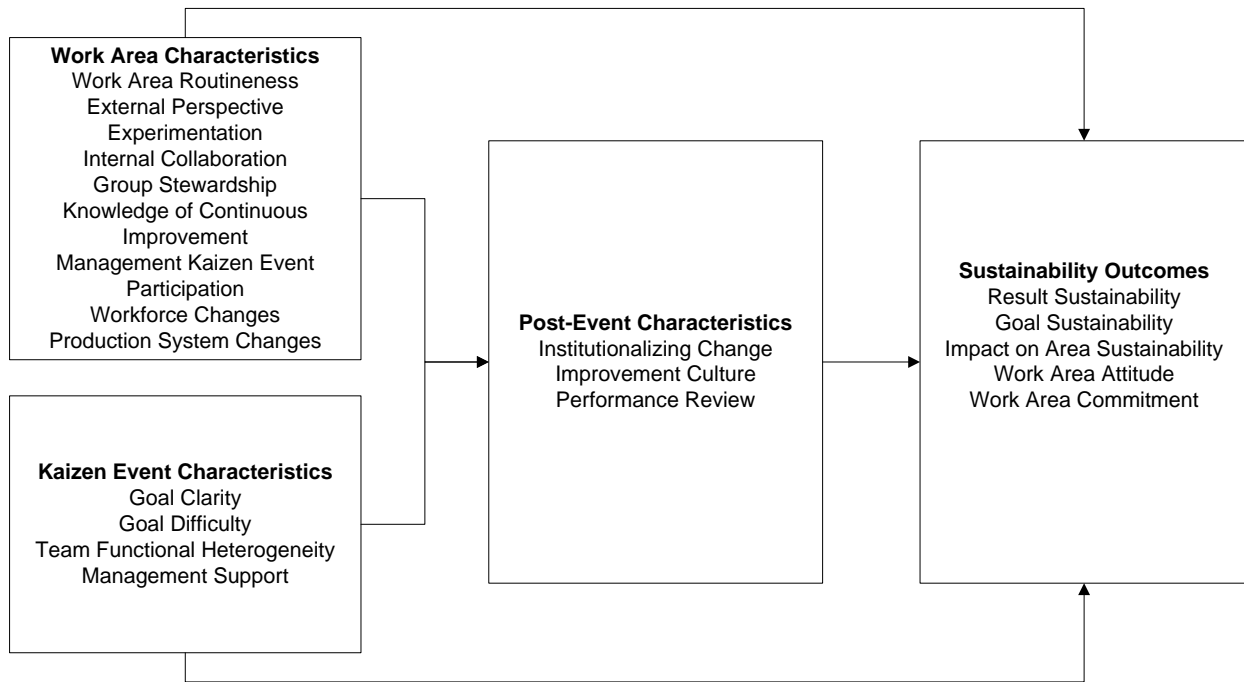 Work Area Characteristics
Work Area Routineness
External Perspective
Experimentation
Internal Collaboration
Group Stewardship
Knowledge of Continuous
Improvement
Management Kaizen Event
Participation
Workforce Changes
Production System Changes
Kaizen Event Characteristics
Goal Clarity
Goal Difficulty
Team Functional Heterogeneity
Management Support
Post-Event Characteristics
Institutionalizing Change
Improvement Culture
Performance Review
Sustainability Outcomes
Result Sustainability
Goal Sustainability
Impact on Area Sustainability
Work Area Attitude
Work Area Commitment